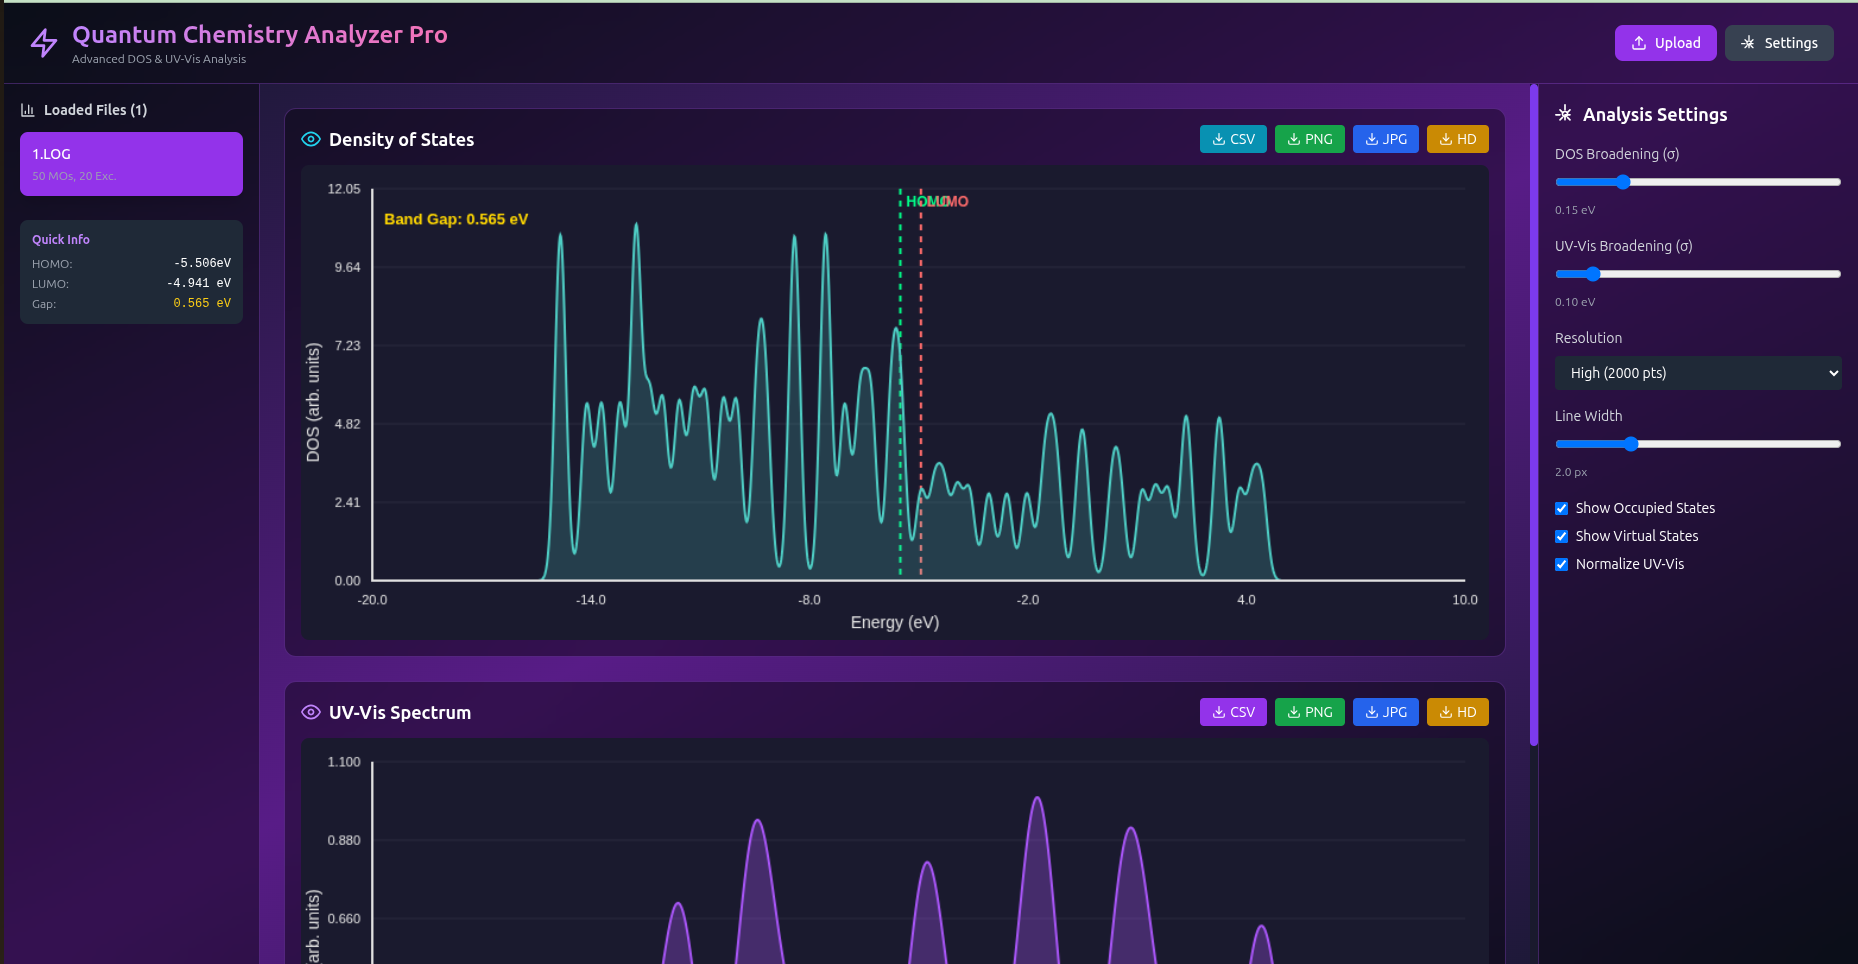 Quantum Chemistry Analyzer Pro
Advanced DOS & UV-Vis Analysis
Upload
Settings
Loaded Files (1)
1.LOG
50 MOs, 20 Exc.
Quick Info
HOMO: -5.506eV
LUMO: -4.941 eV
Gap: 0.565 eV
Density of States
CSV
PNG
JPG
HD
12.05
9.64
7.23
4.82
2.41
0.00
DOS (arb. units)
Band Gap: 0.565 eV
HOMO
LUMO
-20.0
-14.0
-8.0
-2.0
4.0
10.0
Energy (eV)
UV-Vis Spectrum
CSV
PNG
JPG
HD
1.100
0.880
0.660
arb. units)
Analysis Settings
DOS Broadening (σ)
0.15 eV
UV-Vis Broadening (σ)
0.10 eV
Resolution
High (2000 pts)
Line Width
2.0 px
Show Occupied States
Show Virtual States
Normalize UV-Vis